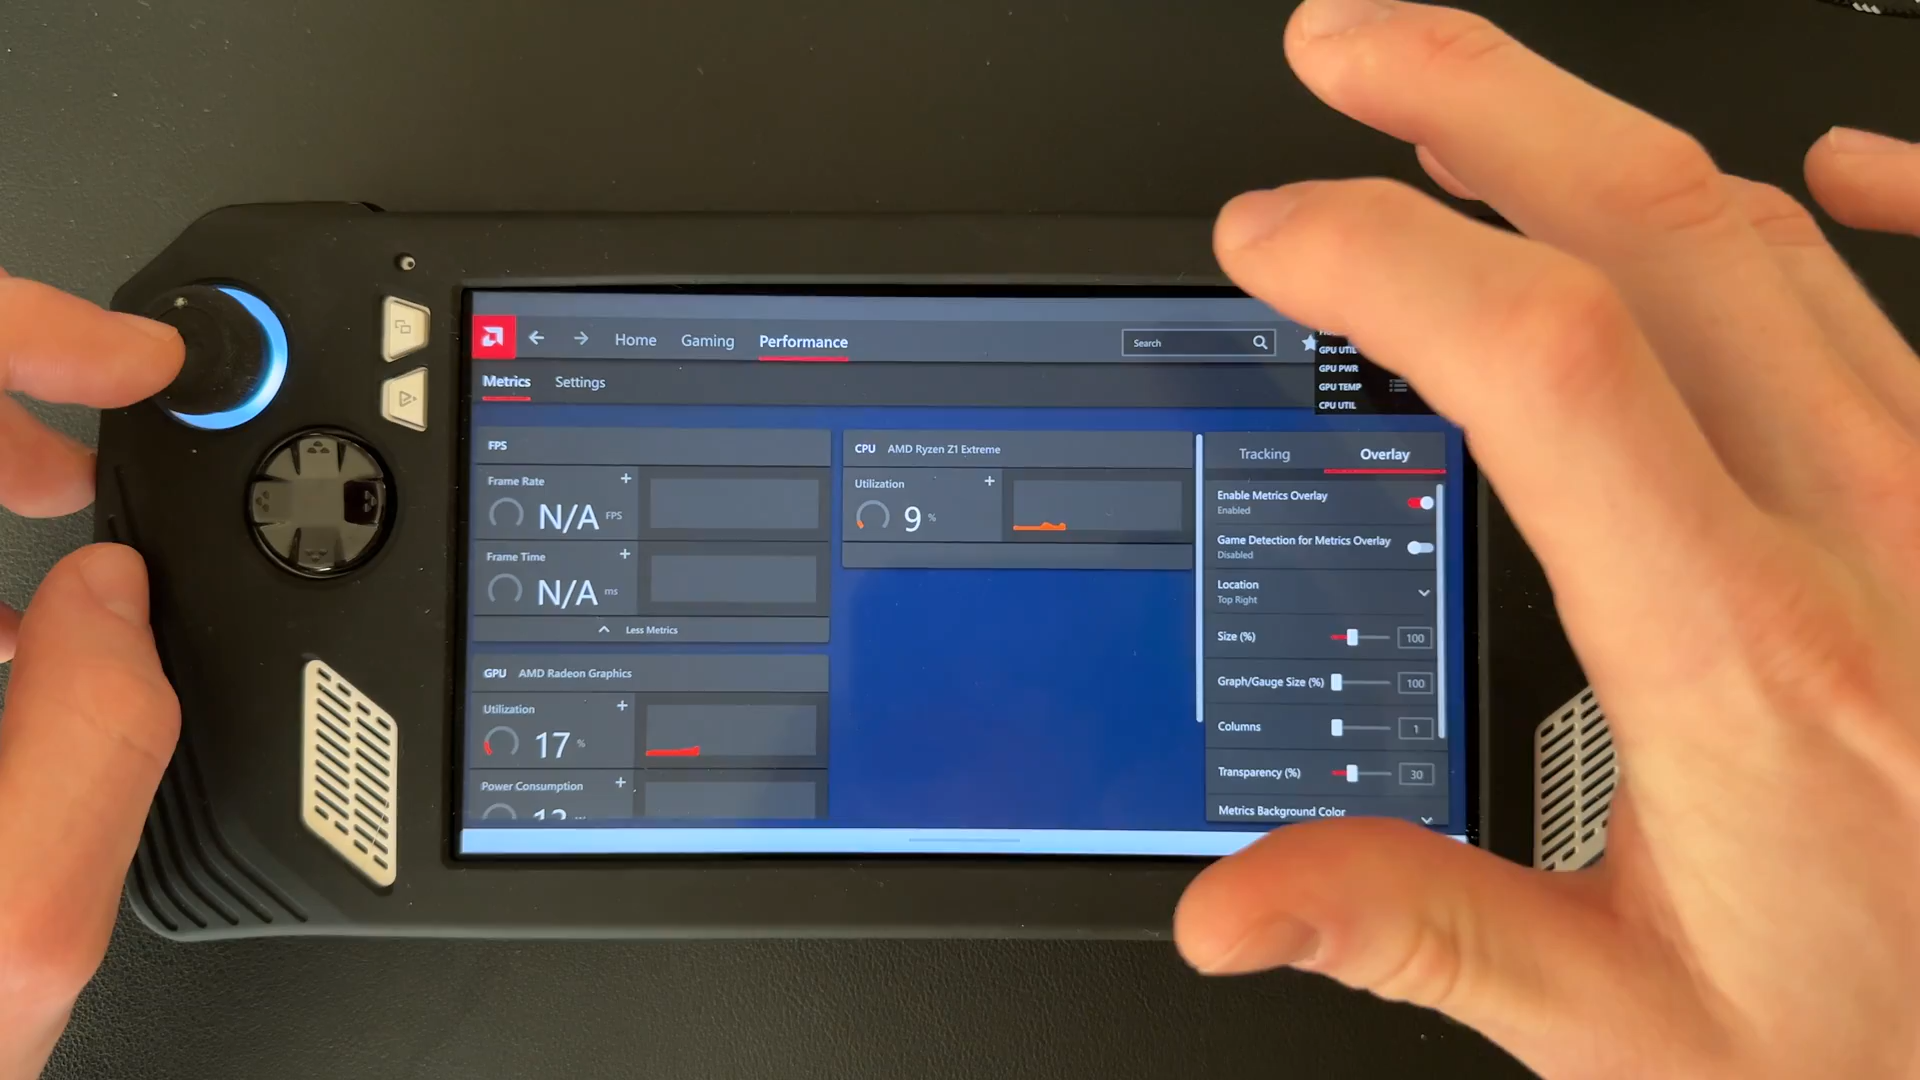 Home Gaming Performance
Search
GPU UTIL
GPU PWR
GPU TEMP
CPU UTIL
Metrics Settings
FPS
Frame Rate
N/A FPS
Frame Time
N/A ms
Less Metrics
GPU AMD Radeon Graphics
Utilization
17 %
Power Consumption
CPU AMD Ryzen Z1 Extreme
Utilization
9 %
Tracking Overlay
Enable Metrics Overlay
Enabled
Game Detection for Metrics Overlay
Disabled
Location
Top Right
Size (%) 100
Graph/Gauge Size (%) 100
Columns 1
Transparency (%) 30
Metrics Background Color